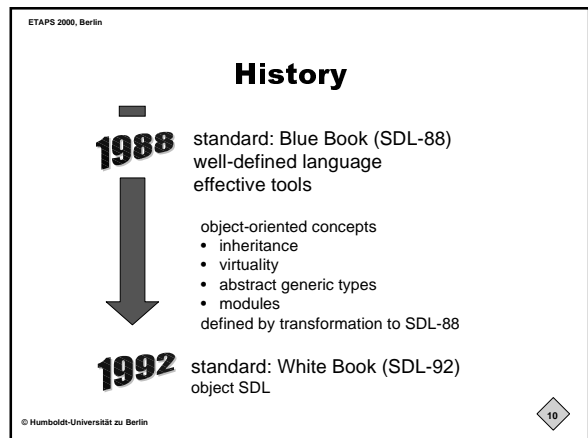 ETAPS 2000, Berlin
History
1988
standard: Blue Book (SDL-88)
well-defined language
effective tools
object-oriented concepts
• inheritance
• virtuality
• abstract generic types
• modules
defined by transformation to SDL-88
1992
standard: White Book (SDL-92)
object SDL
© Humboldt-Universität zu Berlin
10